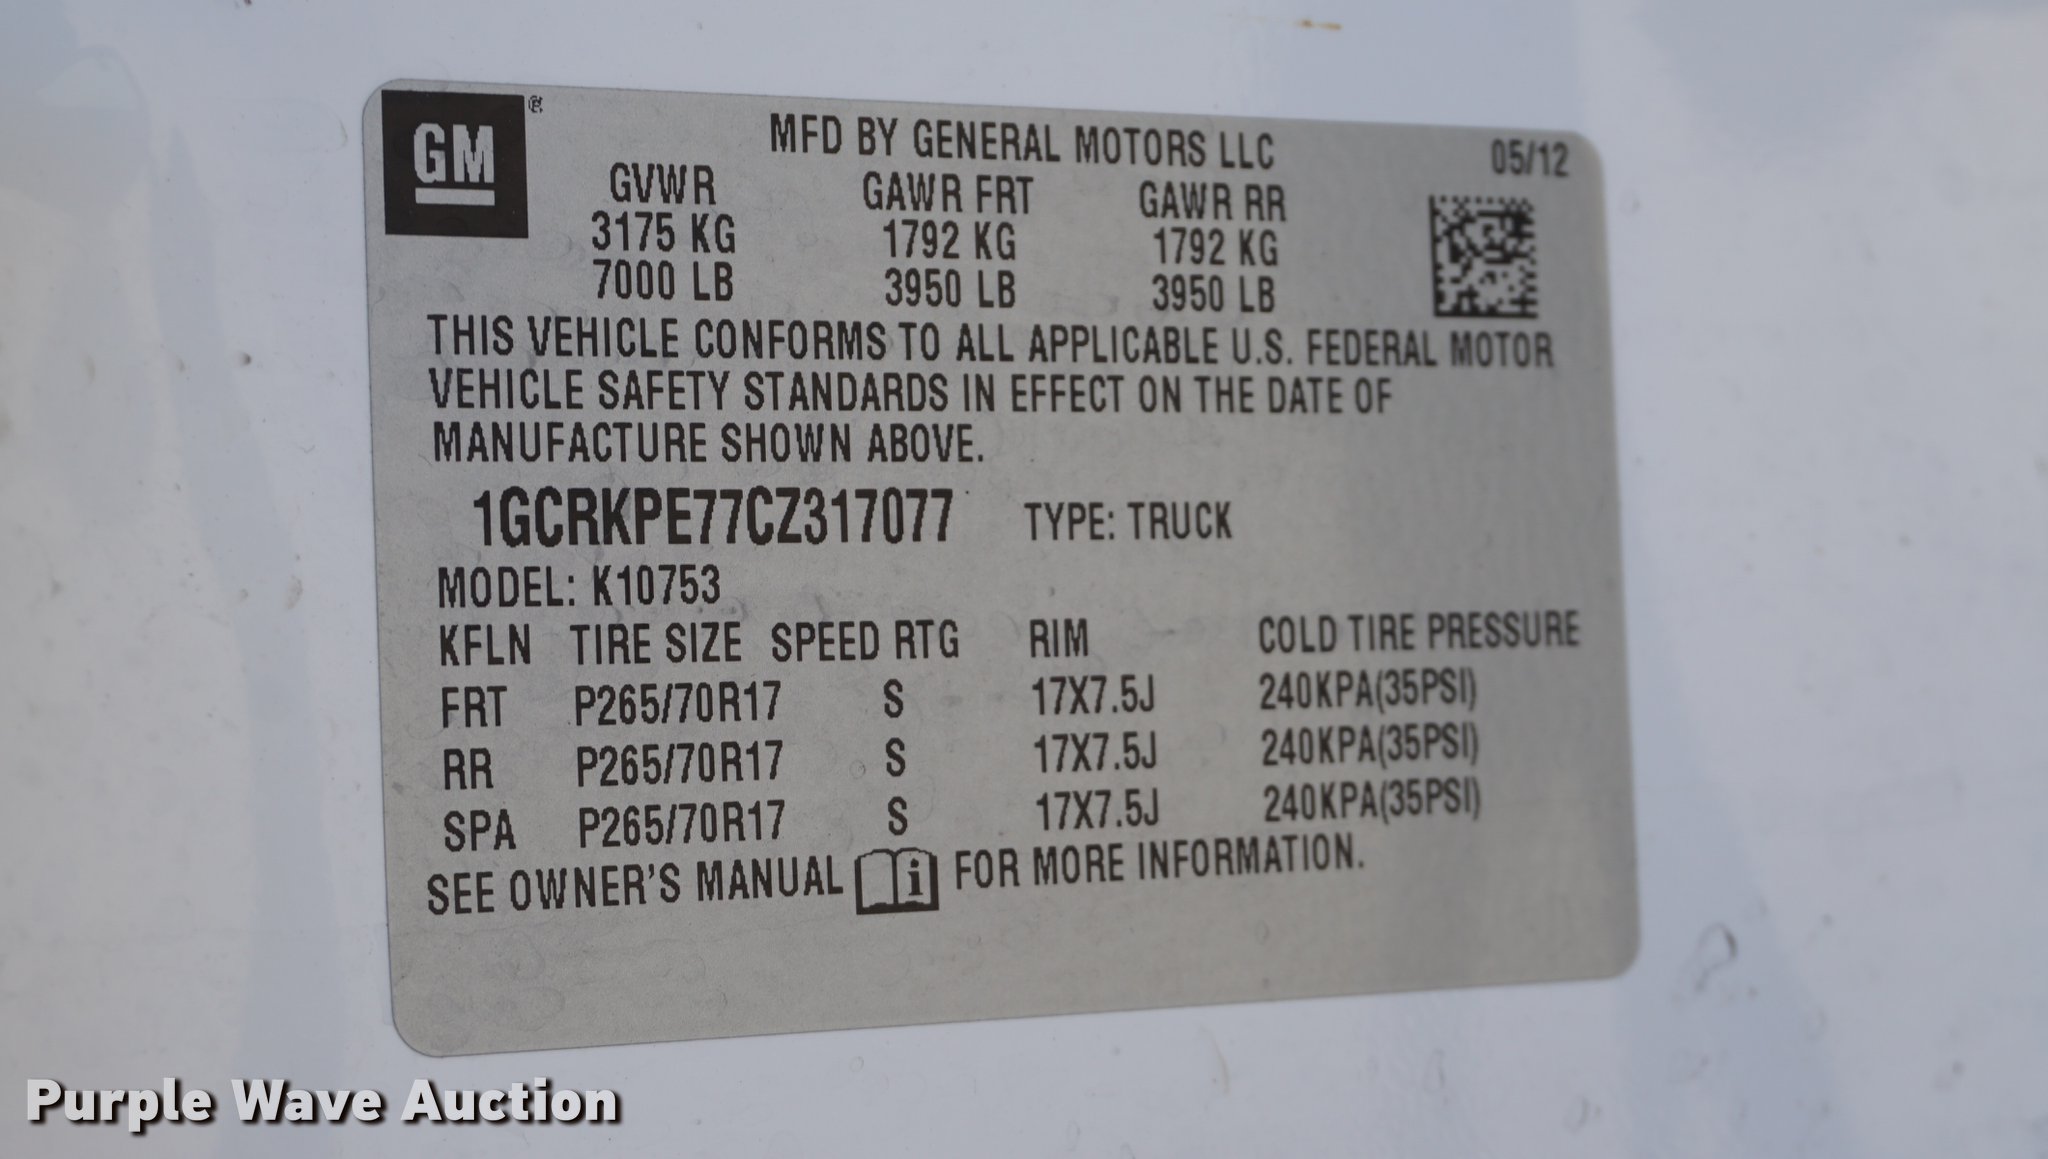 GM ®
MFD BY GENERAL MOTORS LLC 05/12
GVWR GAWR FRT GAWR RR
3175 KG 1792 KG 1792 KG
7000 LB 3950 LB 3950 LB
THIS VEHICLE CONFORMS TO ALL APPLICABLE U.S. FEDERAL MOTOR
VEHICLE SAFETY STANDARDS IN EFFECT ON THE DATE OF
MANUFACTURE SHOWN ABOVE.
1GCRKPE77CZ317077 TYPE: TRUCK
MODEL: K10753
KFLN TIRE SIZE SPEED RTG RIM COLD TIRE PRESSURE
FRT P265/70R17 S 17X7.5J 240KPA(35PSI)
RR P265/70R17 S 17X7.5J 240KPA(35PSI)
SPA P265/70R17 S 17X7.5J 240KPA(35PSI)
SEE OWNER'S MANUAL i FOR MORE INFORMATION.
Purple Wave Auction